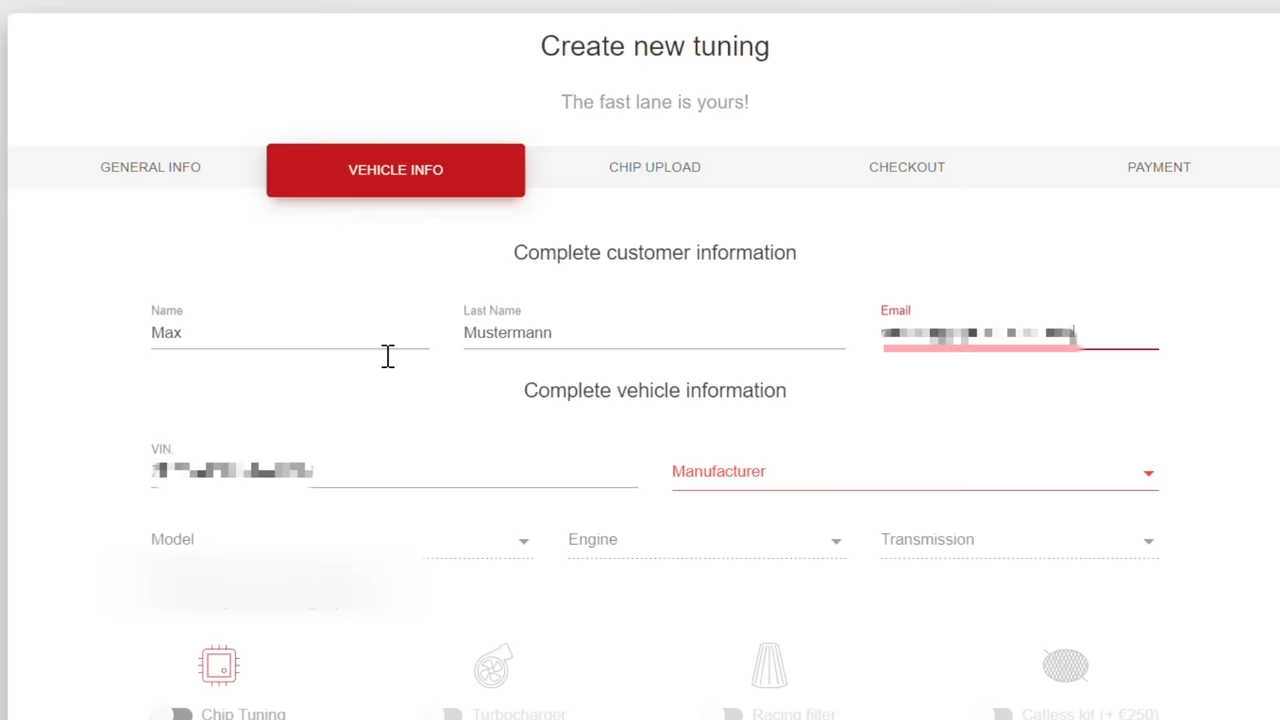 Create new tuning
The fast lane is yours!
GENERAL INFO VEHICLE INFO CHIP UPLOAD CHECKOUT PAYMENT
Complete customer information
Name Last Name Email
Max Mustermann
Complete vehicle information
VIN
Manufacturer
Model Engine Transmission
Chip Tuning Turbocharger Racing filter Catless kit (+ €250)